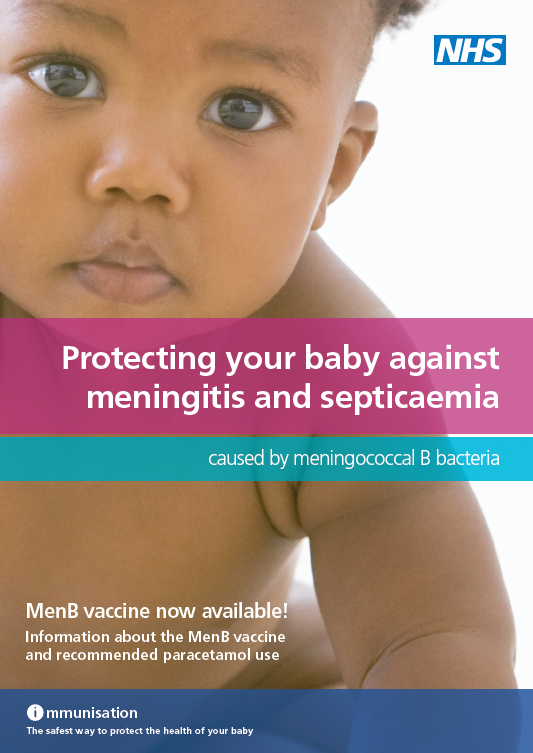 NHS
Protecting your baby against
meningitis and septicaemia
caused by meningococcal B bacteria
MenB vaccine now available!
Information about the MenB vaccine
and recommended paracetamol use
immunisation
The safest way to protect the health of your baby